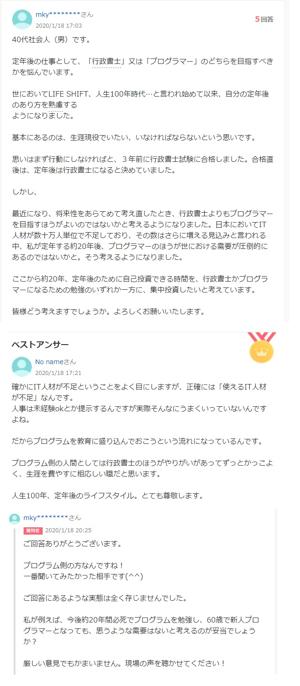 mky********さん
2020/1/18 17:03
5回答
40代社会人（男）です。
定年後の仕事として、「行政書士」又は「プログラマー」のどちらを目指すべき
かを悩んでいます。
世においてLIFE SHIFT、人生100年時代…と言われ始めて以来、自分の定年後
のあり方を熟慮する
ようになりました。
基本にあるのは、生涯現役でいたい、いなければならないという思いです。
思いはまず行動にしなければと、３年前に行政書士試験に合格しました。合格直
後は、定年後は行政書士になると決めていました。
しかし、
最近になり、将来性をあらためて考え直したとき、行政書士よりもプログラマー
を目指すほうがよいのではないかと考えるようになりました。日本においてIT
人材が数十万人単位で不足しており、その数はさらに増える見込みと言われる
中、私が定年する約20年後、プログラマーのほうが世における需要が圧倒的に
あるのではないかと。そう考えるようになりました。
ここから約20年、定年後のために自己投資できる時間を、行政書士かプログラ
マーになるための勉強のいずれか一方に、集中投資したいと考えています。
皆様どう考えますでしょうか。よろしくお願いいたします。
ベストアンサー
No nameさん
2020/1/18 17:21
確かにIT人材が不足ということをよく目にしますが、正確には「使えるIT人材
が不足」なんです。
人事は未経験okとか提示するんですが実際そんなにうまくいっていないんです
よね。
だからプログラムを教育に盛り込んでおこうという流れになっているんです。
プログラム側の人間としては行政書士のほうがやりがいがあってずっとかっこよ
く、生涯を費やすに相応しい職だと思います。
人生100年、定年後のライフスタイル。とても尊敬します。
mky********さん
質問者 2020/1/18 20:25
ご回答ありがとうございます。
プログラム側の方なんですね！
一番聞いてみたかった相手です(^^)
ご回答にあるような実態は全く存じませんでした。
私が例えば、今後約20年間必死でプログラムを勉強し、60歳で新人プロ
グラマーとなっても、思うような需要はないと考えるのが妥当でしょう
か？
厳しい意見でもかまいません。現場の声を聴かせてください！